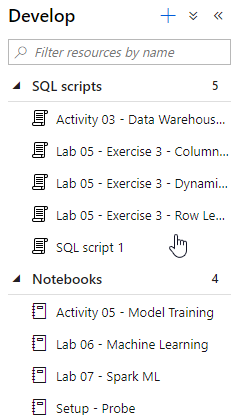 Develop
Filter resources by name
SQL scripts 5
Activity 03 - Data Warehous...
Lab 05 - Exercise 3 - Column...
Lab 05 - Exercise 3 - Dynami...
Lab 05 - Exercise 3 - Row Le...
SQL script 1
Notebooks 4
Activity 05 - Model Training
Lab 06 - Machine Learning
Lab 07 - Spark ML
Setup - Probe